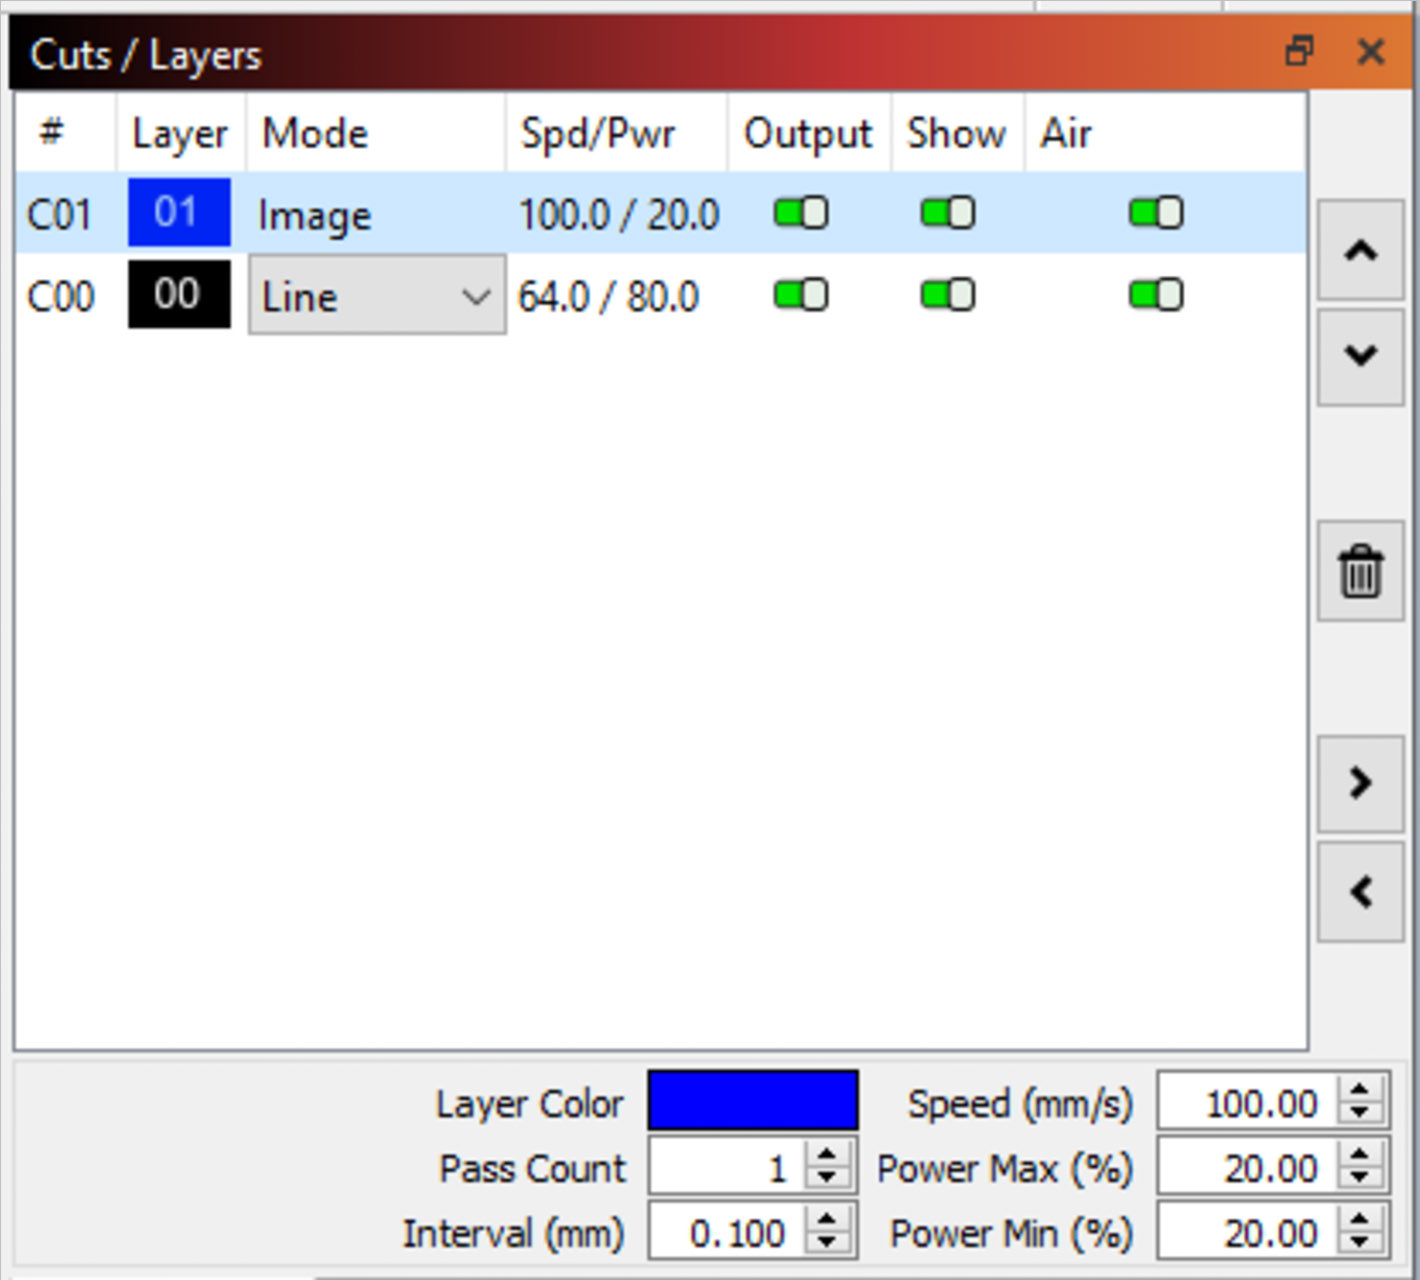 Cuts / Layers
# Layer Mode Spd/Pwr Output Show Air
C01 01 Image 100.0 / 20.0
C00 00 Line 64.0 / 80.0
Layer Color Speed (mm/s) 100.00
Pass Count 1 Power Max (%) 20.00
Interval (mm) 0.100 Power Min (%) 20.00